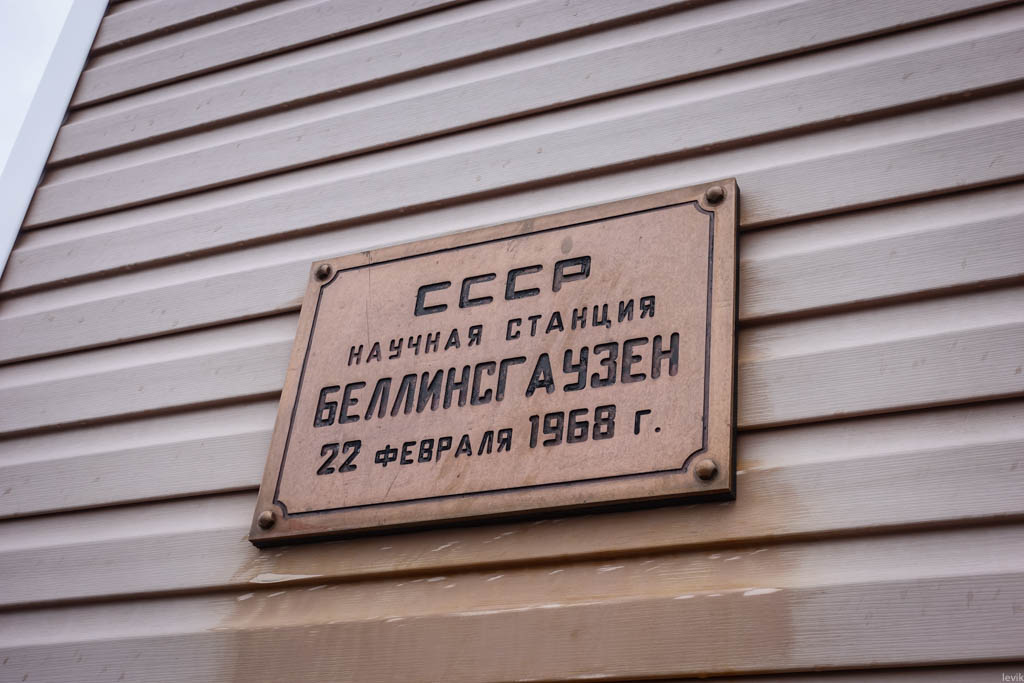 СССР
НАУЧНАЯ СТАНЦИЯ
БЕЛЛИНСГАУЗЕН
22 ФЕВРАЛЯ 1968 г.
levik